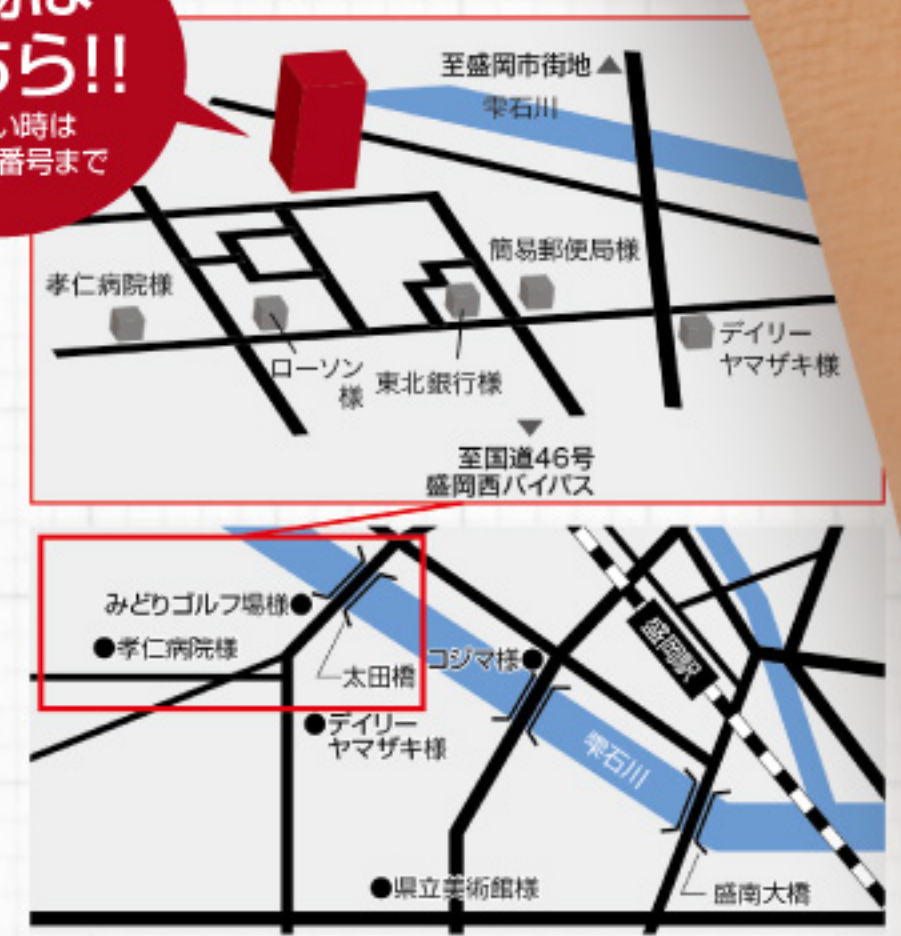 ちら!!
い時は
番号まで
至盛岡市街地
雫石川
簡易郵便局様
孝仁病院様
デイリー
ヤマザキ様
ローソン
様
東北銀行様
至国道46号
盛岡西バイパス
みどりゴルフ場様
孝仁病院様
太田橋
コジマ様
盛岡駅
デイリー
ヤマザキ様
雫石川
県立美術館様
盛南大橋